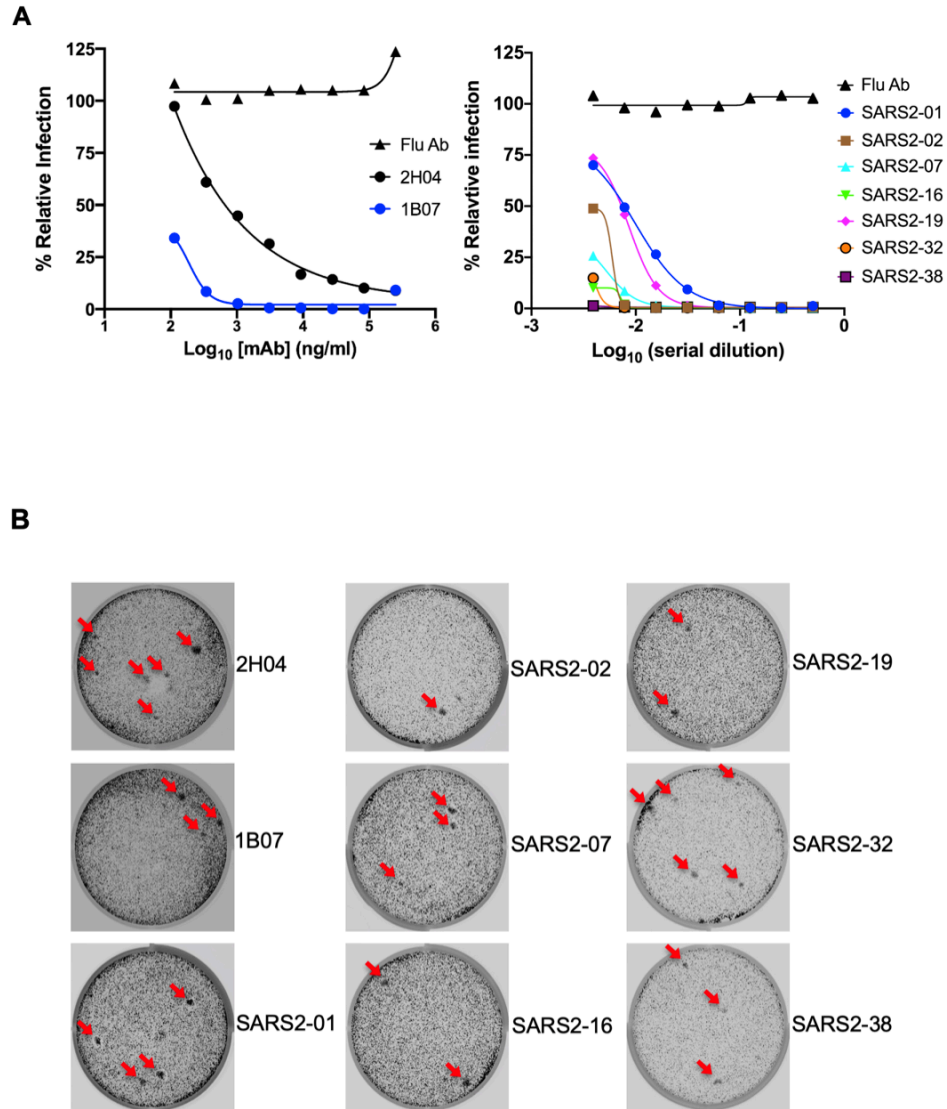 A
125
100
75
50
25
0
% Relative Infection
1
2
3
4
5
6
Log10 [mAb] (ng/ml)
Flu Ab
2H04
1B07
125
100
75
50
25
0
% Relative infection
-3
-2
-1
0
Log10 (serial dilution)
Flu Ab
SARS2-01
SARS2-02
SARS2-07
SARS2-16
SARS2-19
SARS2-32
SARS2-38
B
2H04
SARS2-02
SARS2-19
1B07
SARS2-07
SARS2-32
SARS2-01
SARS2-16
SARS2-38